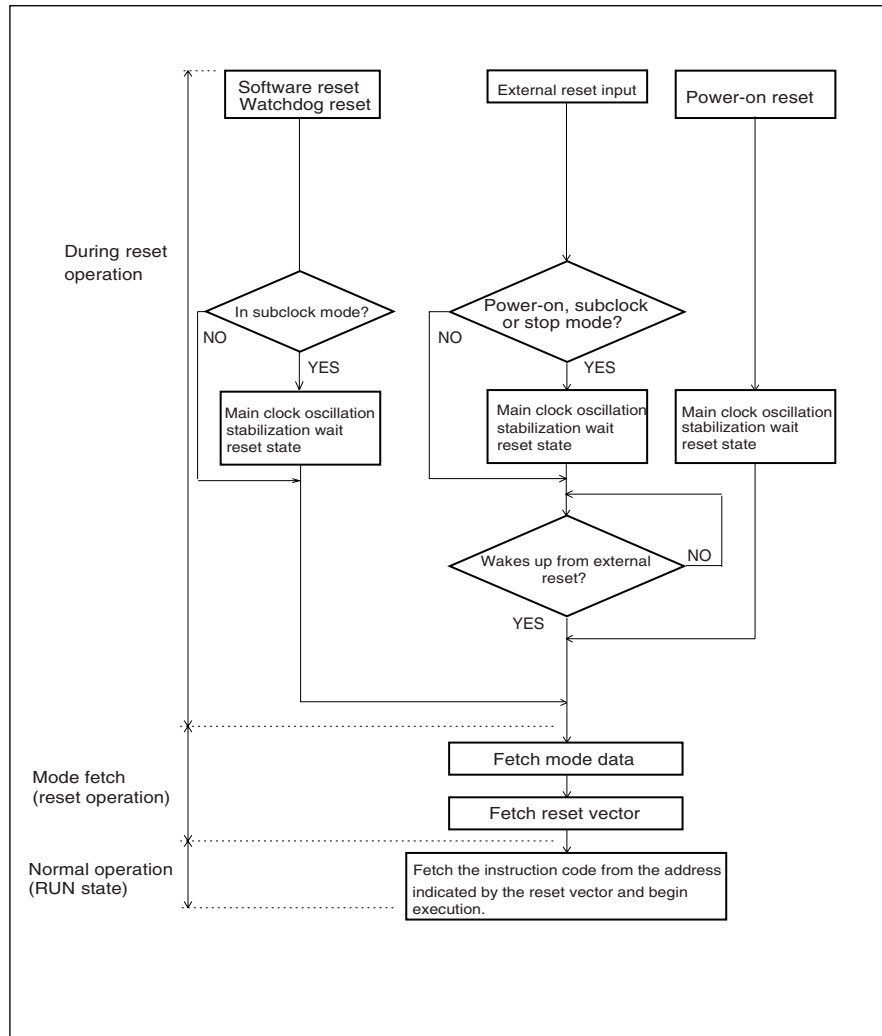 Software reset
Watchdog reset
External reset input
Power-on reset
During reset
operation
In subclock mode?
Power-on, subclock
or stop mode?
NO
YES
NO
YES
Main clock oscillation
stabilization wait
reset state
Main clock oscillation
stabilization wait
reset state
Main clock oscillation
stabilization wait
reset state
Wakes up from external
reset?
NO
YES
Mode fetch
(reset operation)
Fetch mode data
Fetch reset vector
Normal operation
(RUN state)
Fetch the instruction code from the address
indicated by the reset vector and begin
execution.